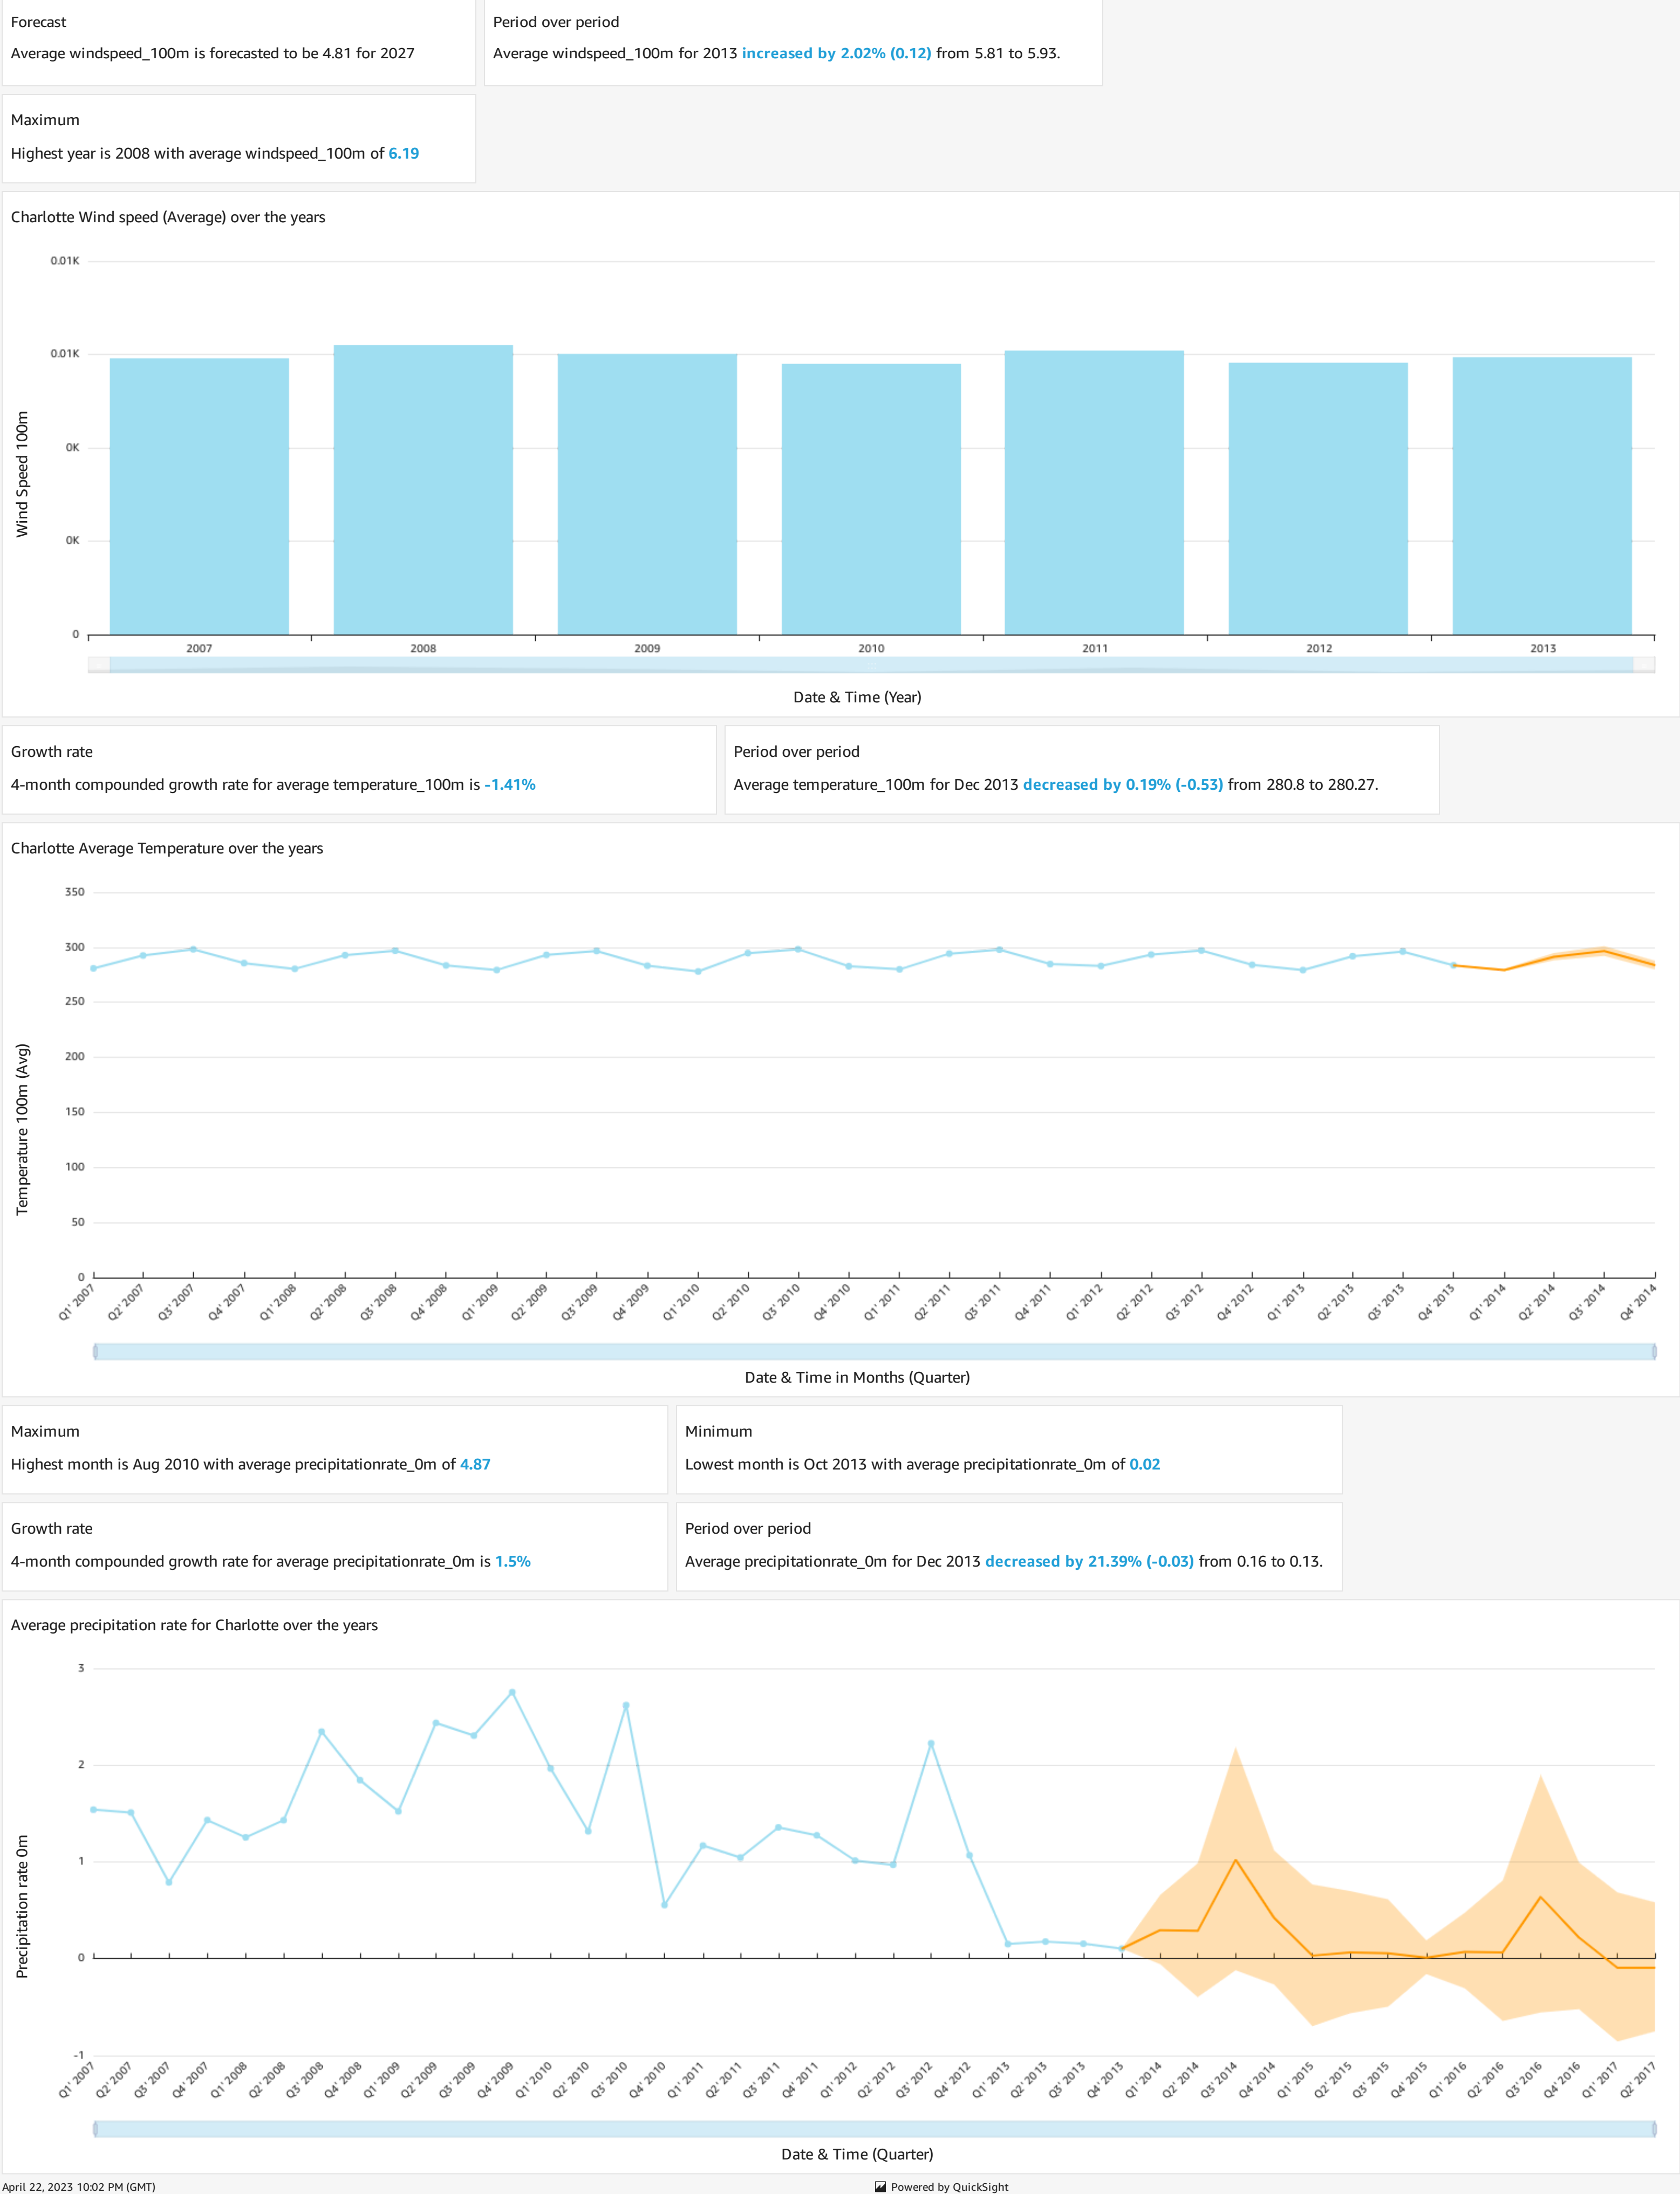 Forecast
Average windspeed_100m is forecasted to be 4.81 for 2027
Period over period
Average windspeed_100m for 2013 increased by 2.02% (0.12) from 5.81 to 5.93.
Maximum
Highest year is 2008 with average windspeed_100m of 6.19
Charlotte Wind speed (Average) over the years
Wind Speed 100m
0.01K
0.01K
0K
0K
0
2007 2008 2009 2010 2011 2012 2013
Date & Time (Year)
Growth rate
4-month compounded growth rate for average temperature_100m is -1.41%
Period over period
Average temperature_100m for Dec 2013 decreased by 0.19% (-0.53) from 280.8 to 280.27.
Charlotte Average Temperature over the years
Temperature 100m (Avg)
350
300
250
200
150
100
50
0
Q1' 2007 Q2' 2007 Q3' 2007 Q4' 2007 Q1' 2008 Q2' 2008 Q3' 2008 Q4' 2008 Q1' 2009 Q2' 2009 Q3' 2009 Q4' 2009 Q1' 2010 Q2' 2010 Q3' 2010 Q4' 2010 Q1' 2011 Q2' 2011 Q3' 2011 Q4' 2011 Q1' 2012 Q2' 2012 Q3' 2012 Q4' 2012 Q1' 2013 Q2' 2013 Q3' 2013 Q4' 2013 Q1' 2014 Q2' 2014 Q3' 2014 Q4' 2014
Date & Time in Months (Quarter)
Maximum
Highest month is Aug 2010 with average precipitationrate_0m of 4.87
Minimum
Lowest month is Oct 2013 with average precipitationrate_0m of 0.02
Growth rate
4-month compounded growth rate for average precipitationrate_0m is 1.5%
Period over period
Average precipitationrate_0m for Dec 2013 decreased by 21.39% (-0.03) from 0.16 to 0.13.
Average precipitation rate for Charlotte over the years
Precipitation rate 0m
3
2
1
0
-1
Q1' 2007 Q2' 2007 Q3' 2007 Q4' 2007 Q1' 2008 Q2' 2008 Q3' 2008 Q4' 2008 Q1' 2009 Q2' 2009 Q3' 2009 Q4' 2009 Q1' 2010 Q2' 2010 Q3' 2010 Q4' 2010 Q1' 2011 Q2' 2011 Q3' 2011 Q4' 2011 Q1' 2012 Q2' 2012 Q3' 2012 Q4' 2012 Q1' 2013 Q2' 2013 Q3' 2013 Q4' 2013 Q1' 2014 Q2' 2014 Q3' 2014 Q4' 2014 Q1' 2015 Q2' 2015 Q3' 2015 Q4' 2015 Q1' 2016 Q2' 2016 Q3' 2016 Q4' 2016 Q1' 2017 Q2' 2017
Date & Time (Quarter)
April 22, 2023 10:02 PM (GMT)
Powered by QuickSight